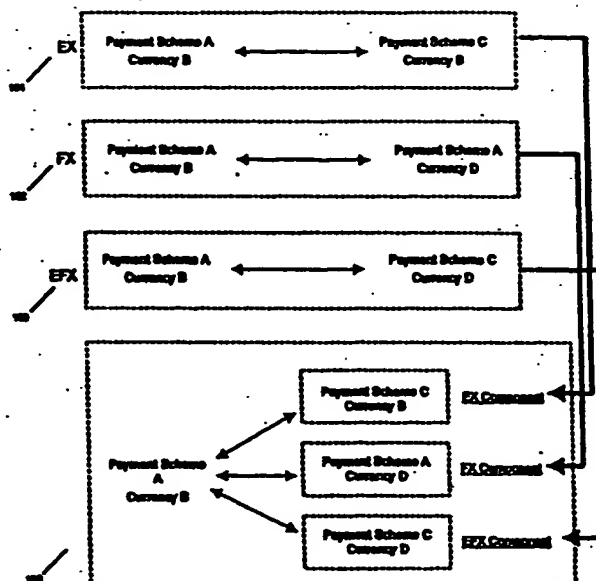 EX
Payment Scheme A
Currency B
Payment Scheme C
Currency B
FX
Payment Scheme A
Currency B
Payment Scheme A
Currency D
EFX
Payment Scheme A
Currency B
Payment Scheme C
Currency D
Payment Scheme C
Currency B
EX Component
Payment Scheme
A
Currency B
Payment Scheme A
Currency D
FX Component
Payment Scheme C
Currency D
EFX Component